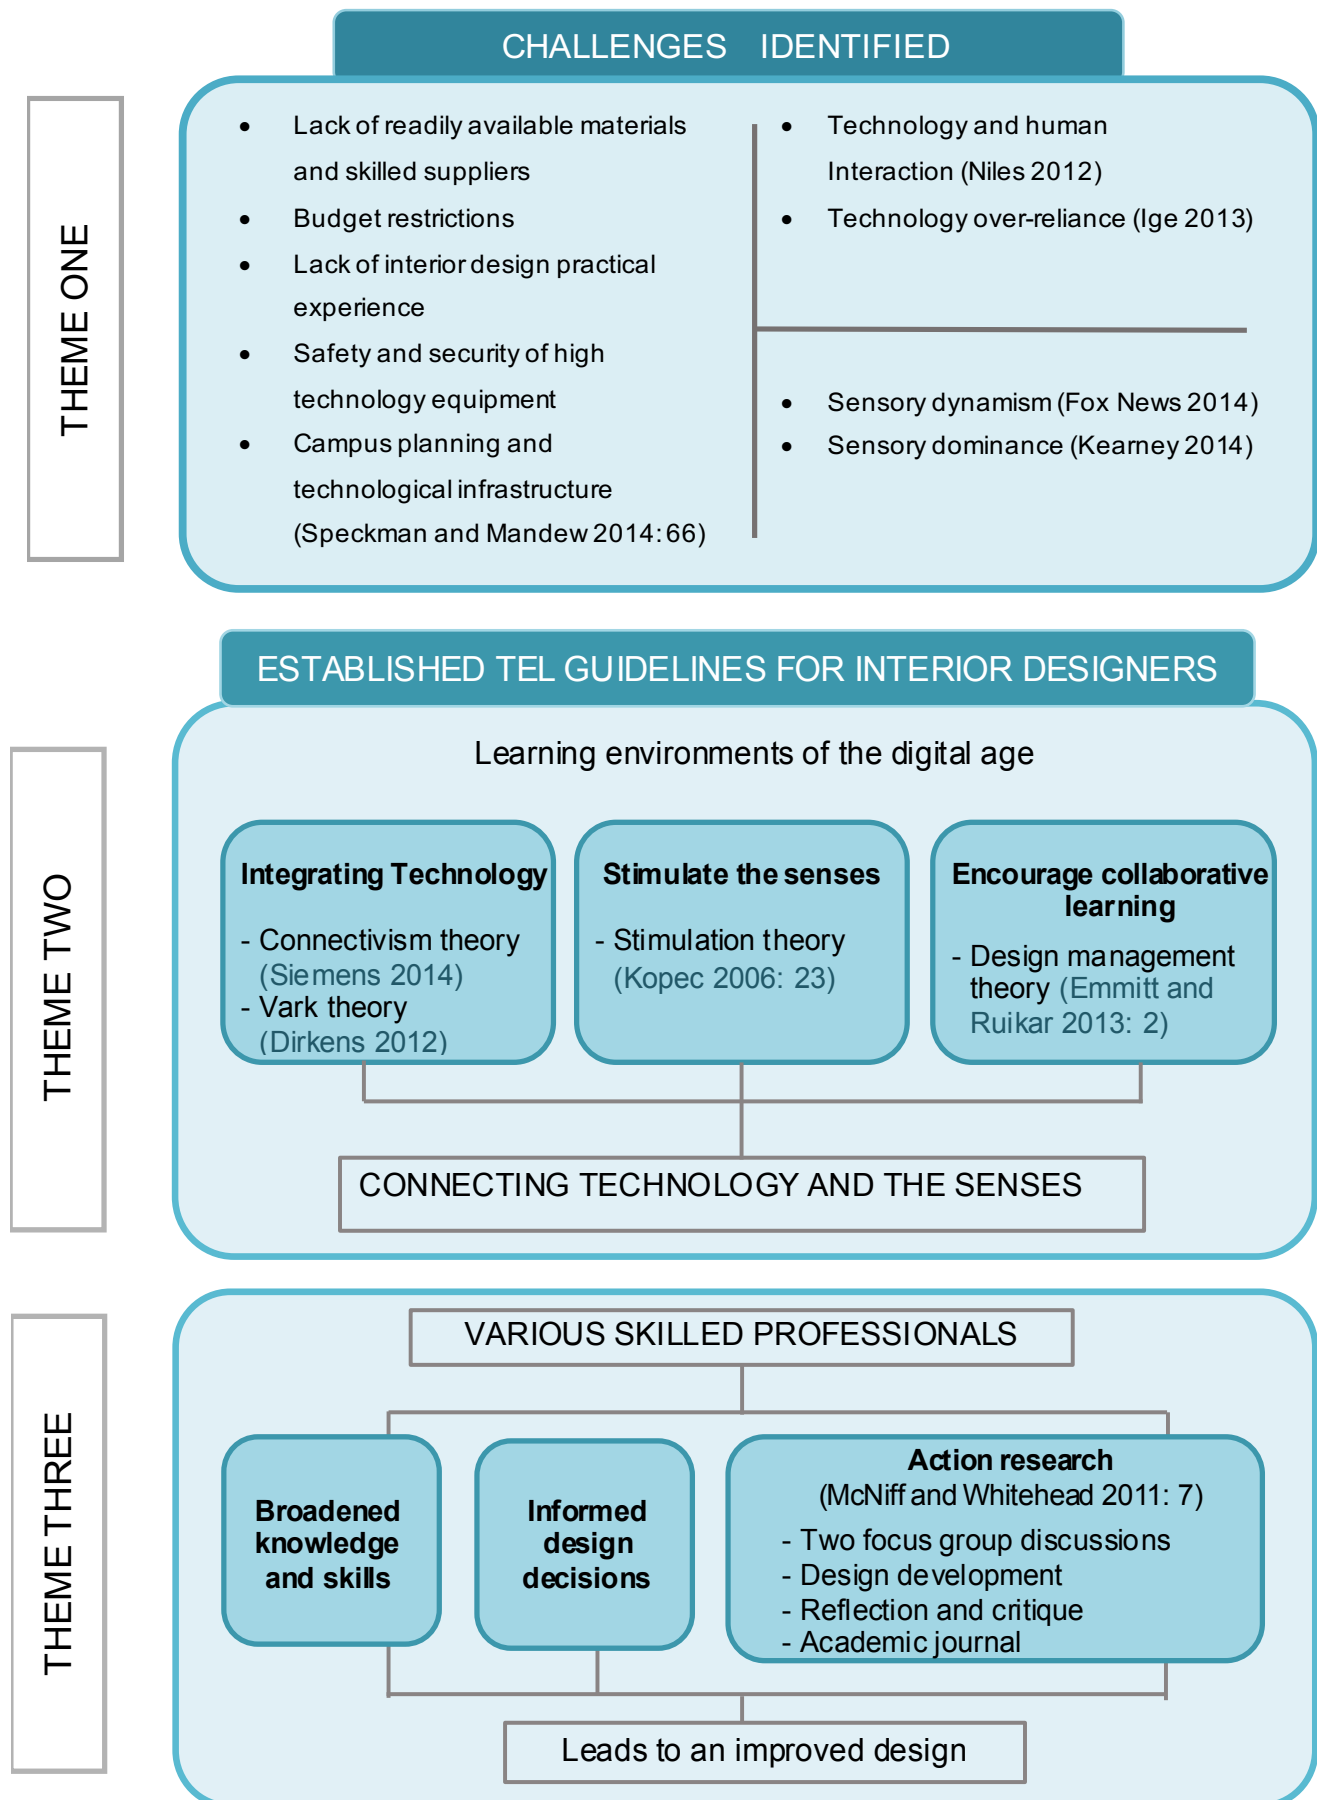 CHALLENGES IDENTIFIED
THEME ONE
• Lack of readily available materials
and skilled suppliers
• Budget restrictions
• Lack of interior design practical
experience
• Safety and security of high
technology equipment
• Campus planning and
technological infrastructure
(Speckman and Mandew 2014:66)
• Technology and human
Interaction (Niles 2012)
• Technology over-reliance (Ige 2013)
• Sensory dynamism (Fox News 2014)
• Sensory dominance (Kearney 2014)
ESTABLISHED TEL GUIDELINES FOR INTERIOR DESIGNERS
THEME TWO
Learning environments of the digital age
Integrating Technology
- Connectivism theory
(Siemens 2014)
- Vark theory
(Dirkens 2012)
Stimulate the senses
- Stimulation theory
(Kopec 2006: 23)
Encourage collaborative
learning
- Design management
theory (Emmitt and
Ruikar 2013: 2)
CONNECTING TECHNOLOGY AND THE SENSES
THEME THREE
VARIOUS SKILLED PROFESSIONALS
Broadened
knowledge
and skills
Informed
design
decisions
Action research
(McNiff and Whitehead 2011: 7)
- Two focus group discussions
- Design development
- Reflection and critique
- Academic journal
Leads to an improved design